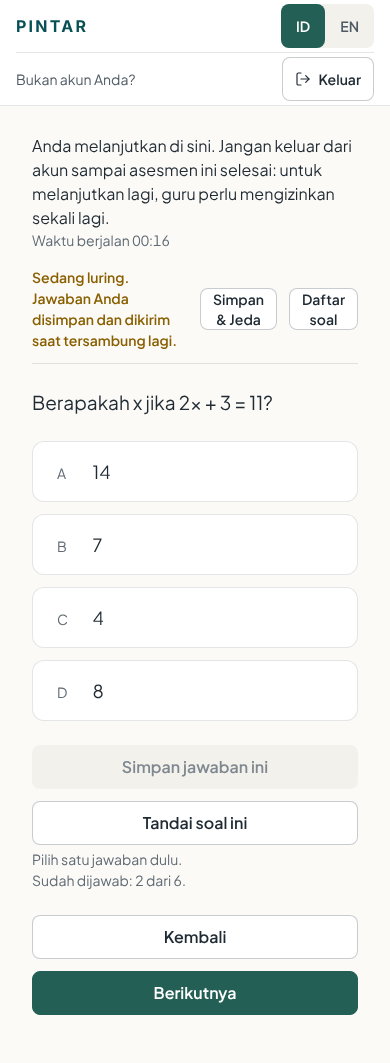 PINTAR
ID
EN
Bukan akun Anda?
Keluar
Anda melanjutkan di sini. Jangan keluar dari
akun sampai asesmen ini selesai: untuk
melanjutkan lagi, guru perlu mengizinkan
sekali lagi.
Waktu berjalan 00:16
Sedang luring.
Jawaban Anda
disimpan dan dikirim
saat tersambung lagi.
Simpan
& Jeda
Daftar
soal
Berapakah x jika 2x + 3 = 11?
A 14
B 7
C 4
D 8
Simpan jawaban ini
Tandai soal ini
Pilih satu jawaban dulu.
Sudah dijawab: 2 dari 6.
Kembali
Berikutnya